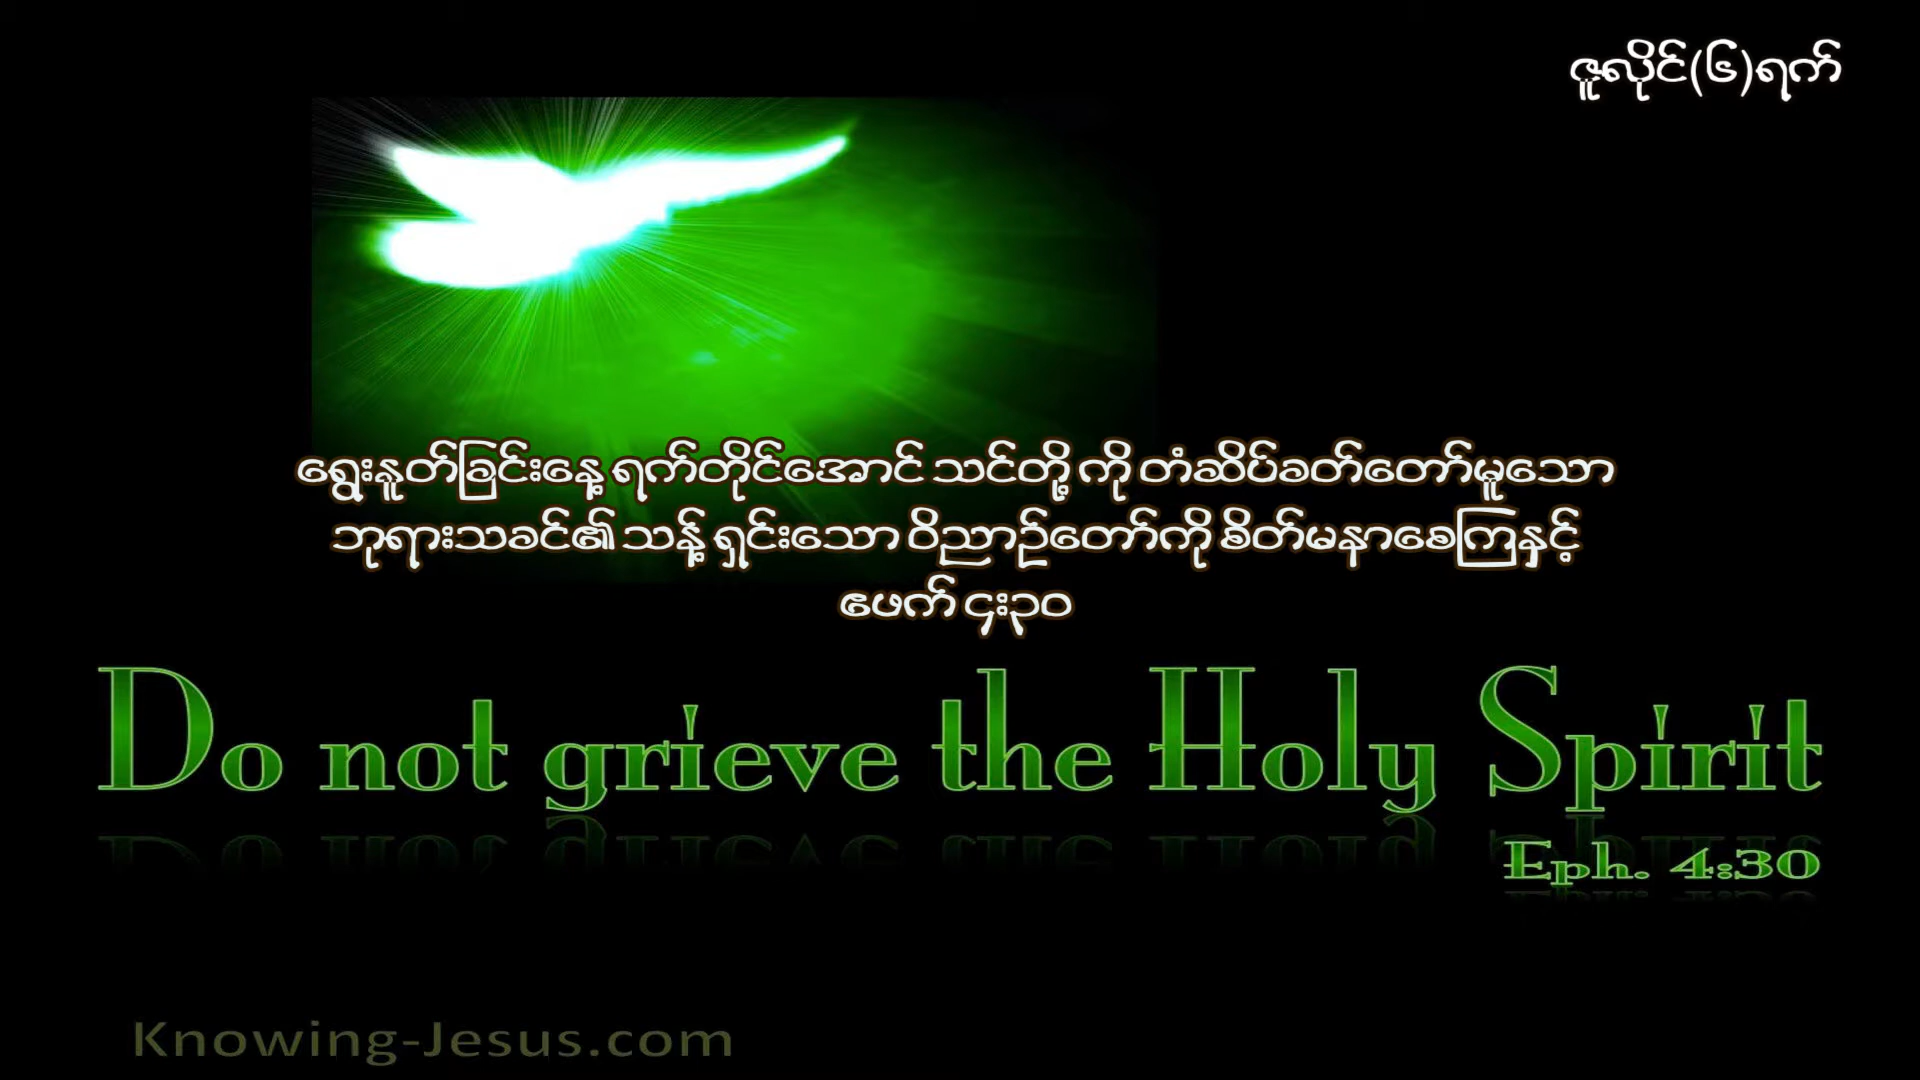 ဇူလိုင်(၆)ရက်
ရွေးနူတ်ခြင်းနေ့ ရက်တိုင်အောင် သင်တို့ ကို တံဆိပ်ခတ်တော်မူသော
ဘုရားသခင်၏ သန့် ရှင်းသော ဝိညာဉ်တော်ကို စိတ်မနာစေကြနှင့်
ဧဖက် ၄း၃၀
Do not grieve the Holy Spirit
Eph. 4:30
Knowing-Jesus.com